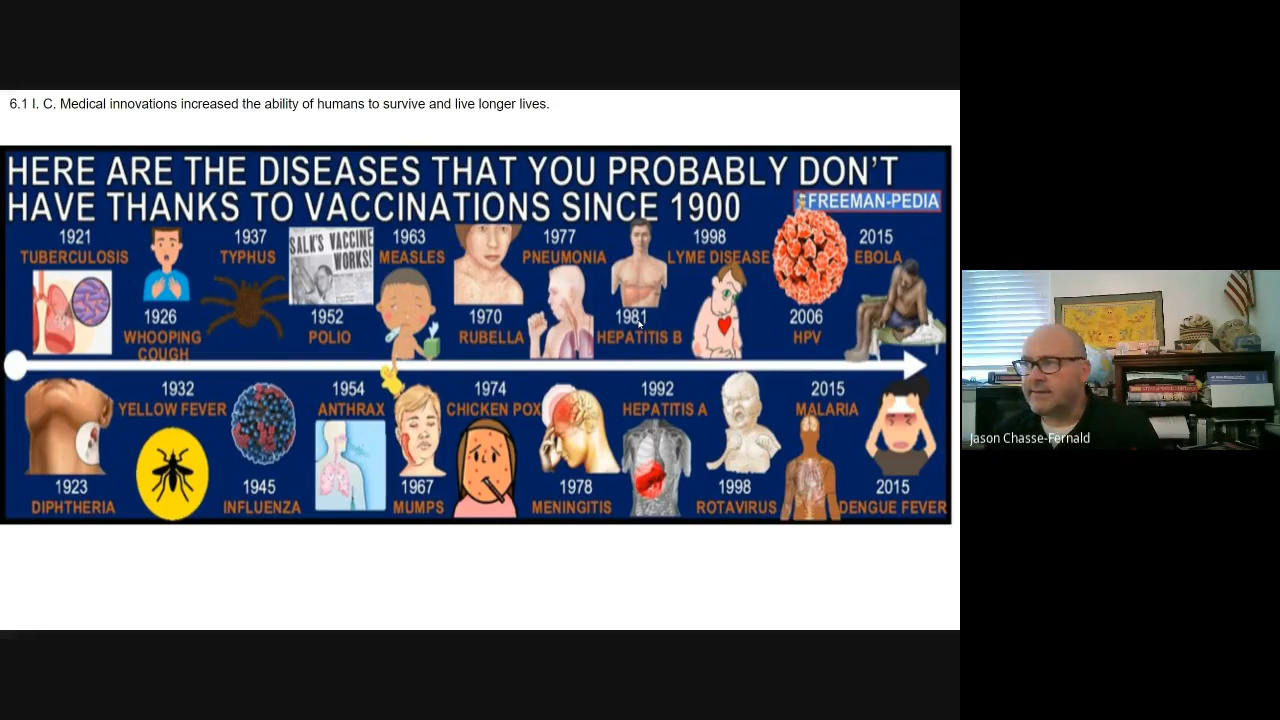 6.1 I. C. Medical innovations increased the ability of humans to survive and live longer lives.
HERE ARE THE DISEASES THAT YOU PROBABLY DON'T
HAVE THANKS TO VACCINATIONS SINCE 1900
FREEMAN-PEDIA
1921
TUBERCULOSIS
1926
WHOOPING
COUGH
1937
TYPHUS
SALK'S VACCINE
WORKS!
1952
POLIO
1963
MEASLES
1970
RUBELLA
1977
PNEUMONIA
1981
HEPATITIS B
1998
LYME DISEASE
2006
HPV
2015
EBOLA
1923
DIPHTHERIA
1932
YELLOW FEVER
1945
INFLUENZA
1954
ANTHRAX
1967
MUMPS
1974
CHICKEN POX
1978
MENINGITIS
1992
HEPATITIS A
1998
ROTAVIRUS
2015
MALARIA
2015
DENGUE FEVER
Jason Chasse-Fernald